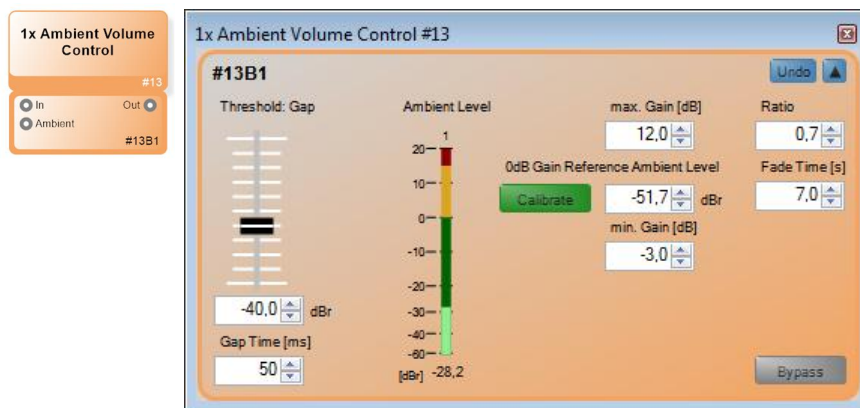 1x Ambient Volume
Control
#13
In
Out
Ambient
#13B1
1x Ambient Volume Control #13
#13B1
Undo
Threshold: Gap
Ambient Level
max. Gain [dB]
Ratio
1
12,0
0,7
20
10
0dB Gain Reference Ambient Level
Fade Time [s]
Calibrate
-51,7
dBr
7,0
0
min. Gain [dB]
-3,0
-10
-20
-40,0
dBr
-30
Gap Time [ms]
-40
50
-60
[dBr]
-28,2
Bypass